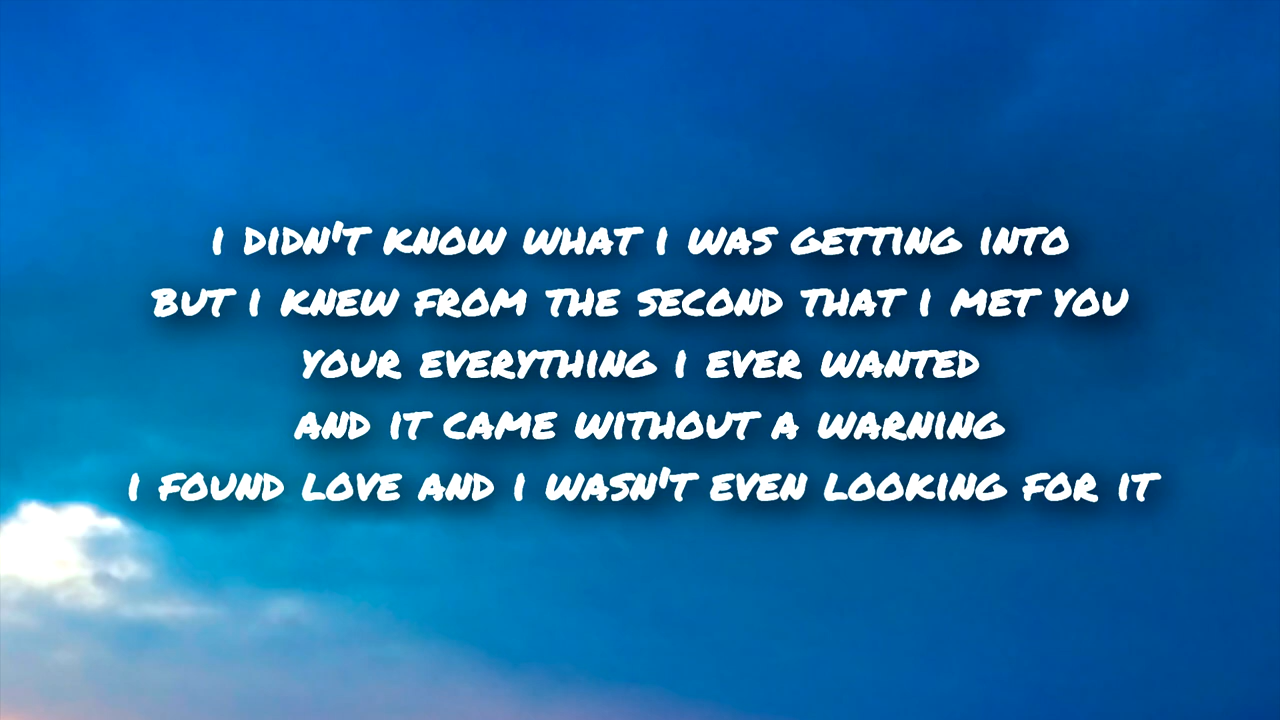 I DIDN'T KNOW WHAT I WAS GETTING INTO
BUT I KNEW FROM THE SECOND THAT I MET YOU
YOUR EVERYTHING I EVER WANTED
AND IT CAME WITHOUT A WARNING
I FOUND LOVE AND I WASN'T EVEN LOOKING FOR IT